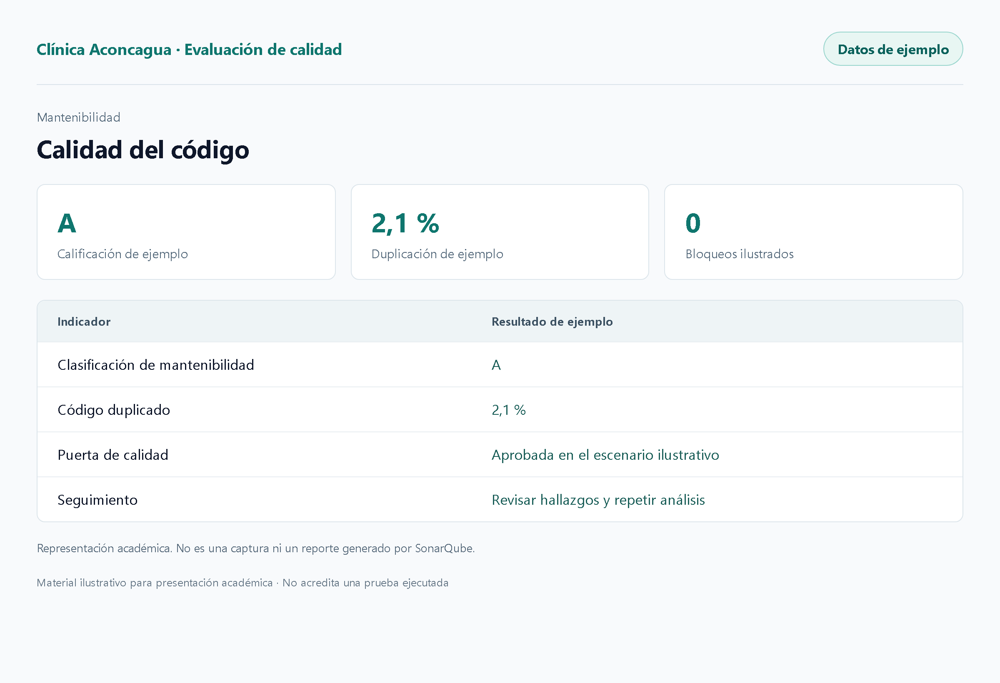 Clínica Aconcagua · Evaluación de calidad
Datos de ejemplo
Mantenibilidad
Calidad del código
A
Calificación de ejemplo
2,1 %
Duplicación de ejemplo
0
Bloqueos ilustrados
Indicador
Resultado de ejemplo
Clasificación de mantenibilidad
A
Código duplicado
2,1 %
Puerta de calidad
Aprobada en el escenario ilustrativo
Seguimiento
Revisar hallazgos y repetir análisis
Representación académica. No es una captura ni un reporte generado por SonarQube.
Material ilustrativo para presentación académica · No acredita una prueba ejecutada